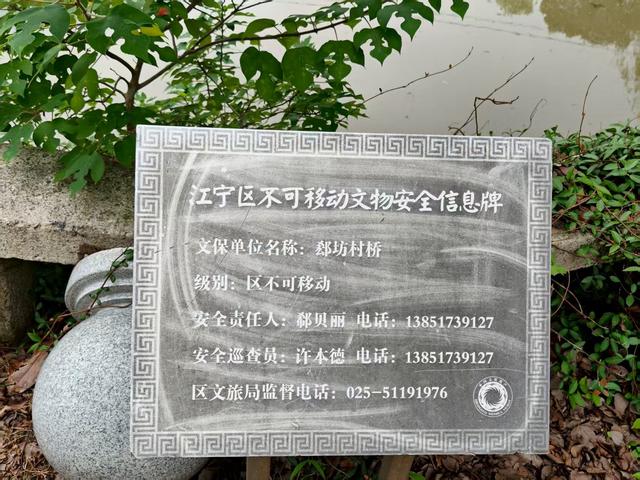 江宁区不可移动文物安全信息牌
文保单位名称：郄坊村桥
级别：区不可移动
安全责任人：郗贝丽 电话：13851739127
安全巡查员：许本德 电话：13851739127
区文旅局监督电话：025-51191976